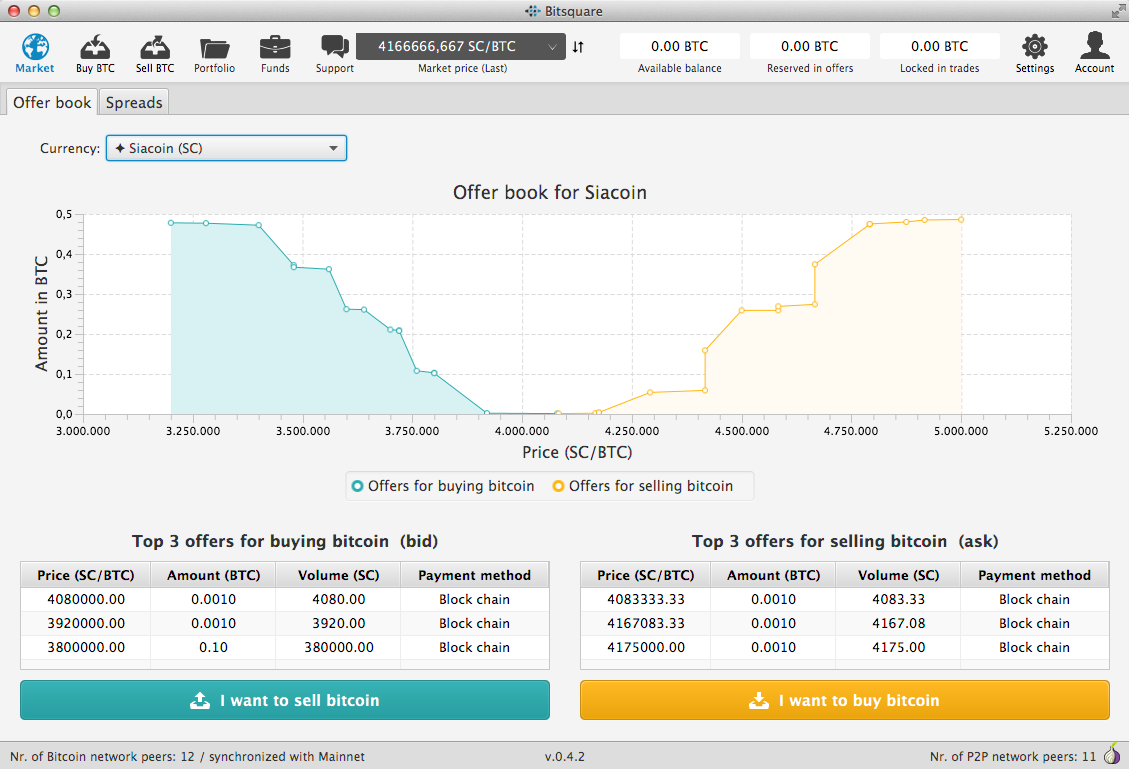 Bitsquare
Market Buy BTC Sell BTC Portfolio Funds Support
4166666,667 SC/BTC
Market price (Last)
0.00 BTC
Available balance
0.00 BTC
Reserved in offers
0.00 BTC
Locked in trades
Settings Account
Offer book Spreads
Currency: Siacoin (SC)
Offer book for Siacoin
Amount in BTC
0,5
0,4
0,3
0,2
0,1
0,0
3.000.000 3.250.000 3.500.000 3.750.000 4.000.000 4.250.000 4.500.000 4.750.000 5.000.000 5.250.000
Price (SC/BTC)
Offers for buying bitcoin Offers for selling bitcoin
Top 3 offers for buying bitcoin (bid)
Price (SC/BTC) Amount (BTC) Volume (SC) Payment method
4080000.00 0.0010 4080.00 Block chain
3920000.00 0.0010 3920.00 Block chain
3800000.00 0.10 380000.00 Block chain
I want to sell bitcoin
Top 3 offers for selling bitcoin (ask)
Price (SC/BTC) Amount (BTC) Volume (SC) Payment method
4083333.33 0.0010 4083.33 Block chain
4167083.33 0.0010 4167.08 Block chain
4175000.00 0.0010 4175.00 Block chain
I want to buy bitcoin
Nr. of Bitcoin network peers: 12 / synchronized with Mainnet
v.0.4.2
Nr. of P2P network peers: 11